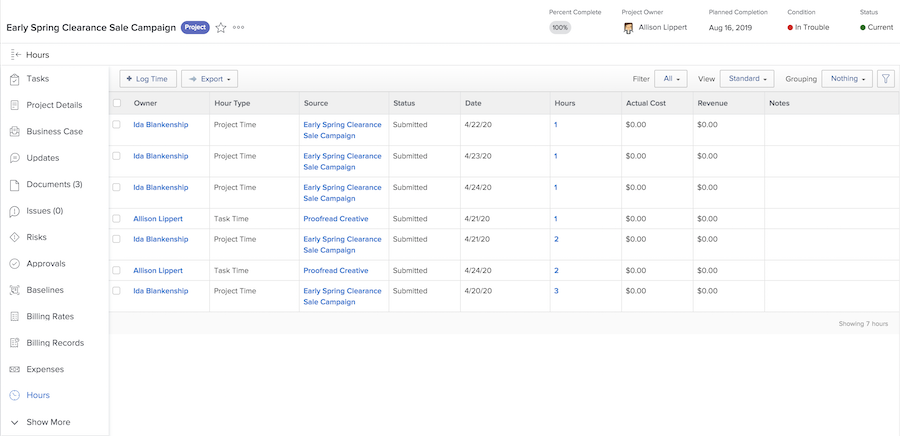 Early Spring Clearance Sale Campaign Project
Percent Complete
100%
Project Owner
Allison Lippert
Planned Completion
Aug 16, 2019
Condition
In Trouble
Status
Current
Hours
Tasks
Project Details
Business Case
Updates
Documents (3)
Issues (0)
Risks
Approvals
Baselines
Billing Rates
Billing Records
Expenses
Hours
Show More
Log Time Export Filter All View Standard Grouping Nothing
Owner Hour Type Source Status Date Hours Actual Cost Revenue Notes
Ida Blankenship Project Time Early Spring Clearance Submitted 4/22/20 1 $0.00 $0.00
Sale Campaign
Ida Blankenship Project Time Early Spring Clearance Submitted 4/23/20 1 $0.00 $0.00
Sale Campaign
Ida Blankenship Project Time Early Spring Clearance Submitted 4/24/20 1 $0.00 $0.00
Sale Campaign
Allison Lippert Task Time Proofread Creative Submitted 4/21/20 1 $0.00 $0.00
Ida Blankenship Project Time Early Spring Clearance Submitted 4/21/20 2 $0.00 $0.00
Sale Campaign
Allison Lippert Task Time Proofread Creative Submitted 4/24/20 2 $0.00 $0.00
Ida Blankenship Project Time Early Spring Clearance Submitted 4/20/20 3 $0.00 $0.00
Sale Campaign
Showing 7 hours